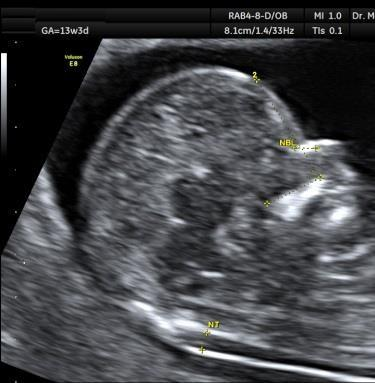 RAB4-8-D/OB MI 1.0 Dr. M
GA=13w3d 8.1cm/1.4/33Hz TIs 0.1
Voluson
E8
2
NBL
NT